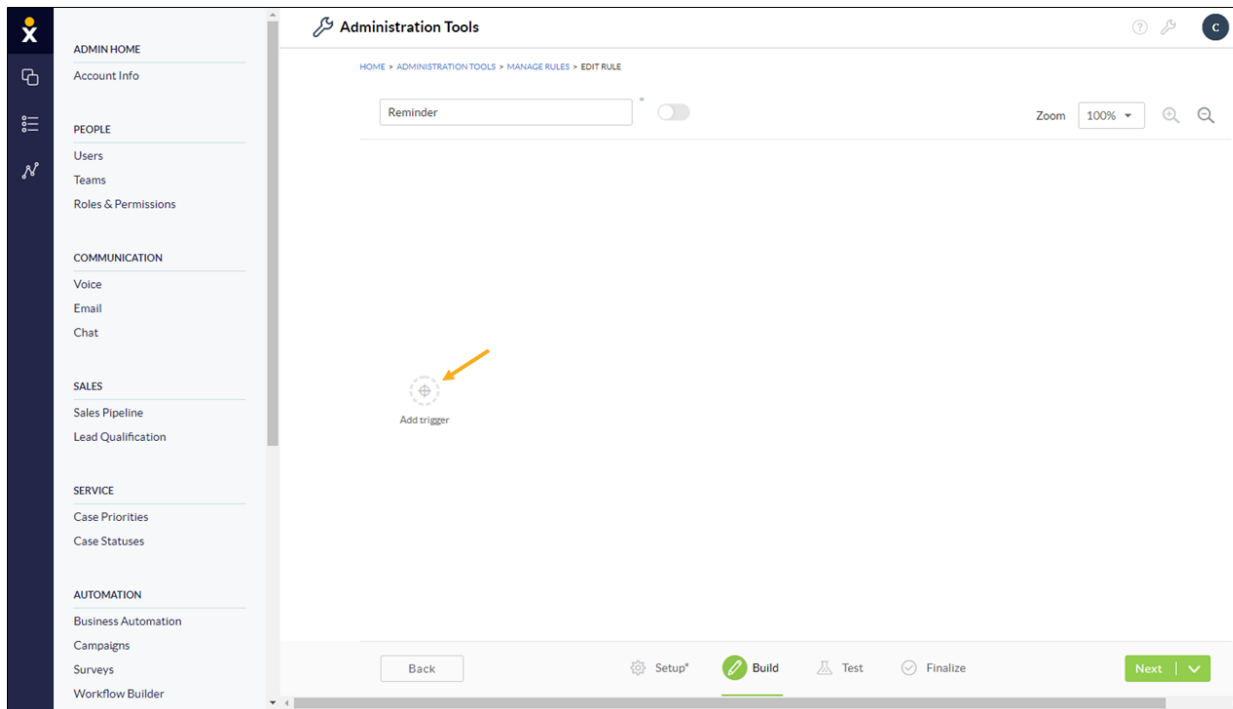 Administration Tools
C
ADMIN HOME
Account Info
PEOPLE
Users
Teams
Roles & Permissions
COMMUNICATION
Voice
Email
Chat
SALES
Sales Pipeline
Lead Qualification
SERVICE
Case Priorities
Case Statuses
AUTOMATION
Business Automation
Campaigns
Surveys
Workflow Builder
HOME > ADMINISTRATION TOOLS > MANAGE RULES > EDIT RULE
Reminder *
Zoom 100%
Add trigger
Back
Setup*
Build
Test
Finalize
Next